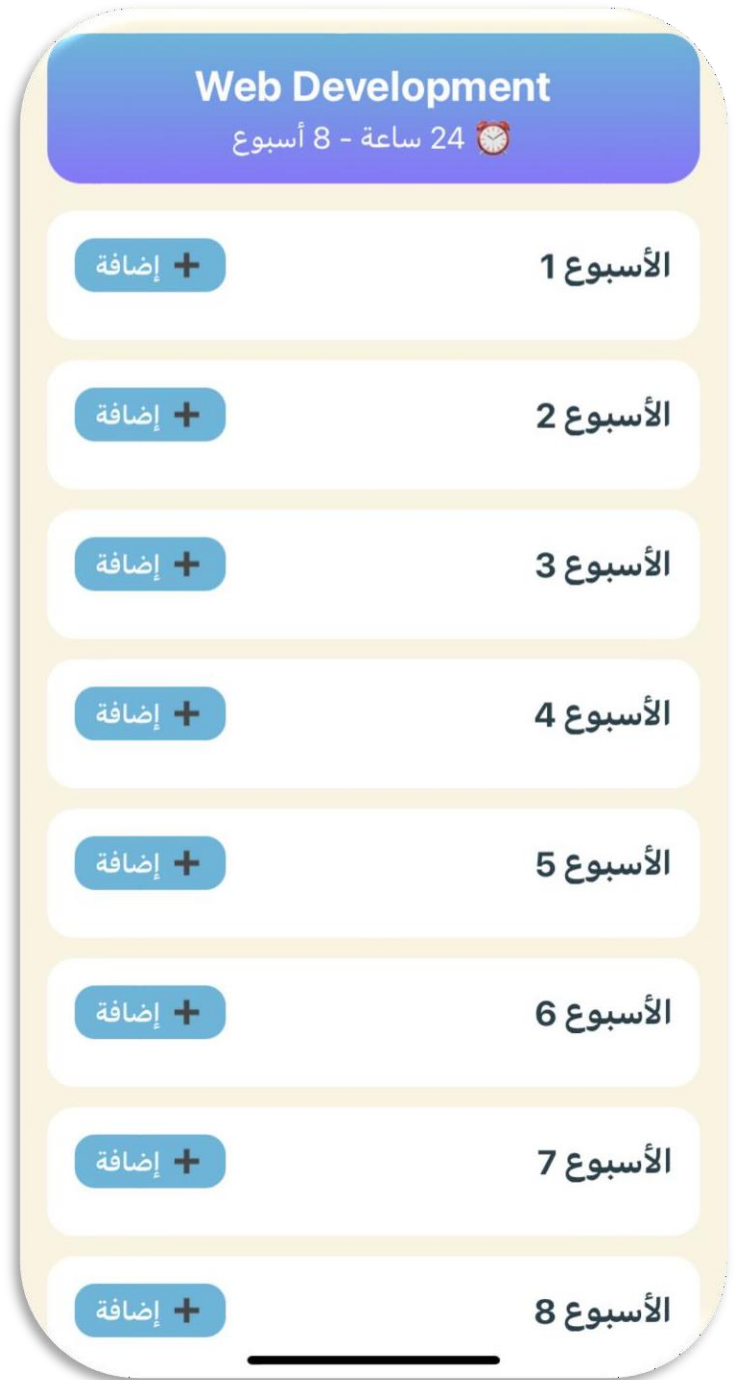 Web Development
⏰ 24 ساعة - 8 أسبوع
الأسبوع 1
➕ إضافة
الأسبوع 2
➕ إضافة
الأسبوع 3
➕ إضافة
الأسبوع 4
➕ إضافة
الأسبوع 5
➕ إضافة
الأسبوع 6
➕ إضافة
الأسبوع 7
➕ إضافة
الأسبوع 8
➕ إضافة